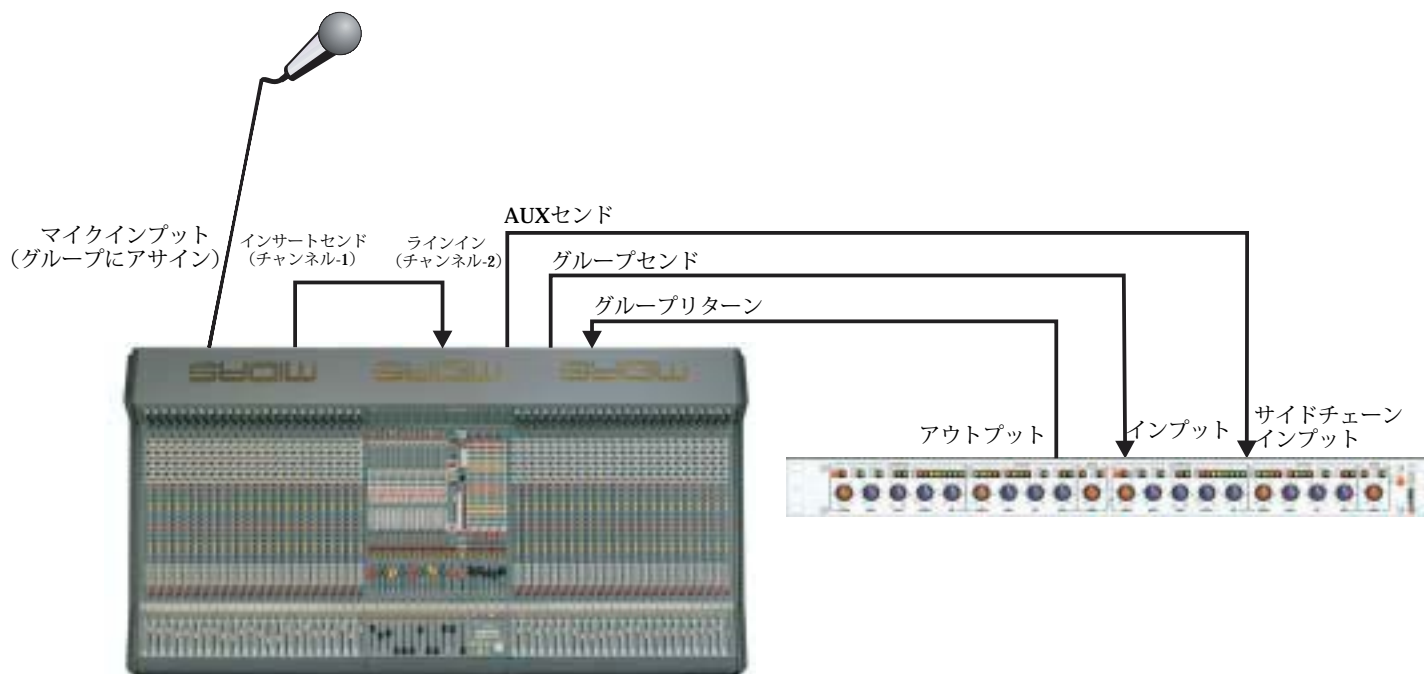 マイクインプット
（グループにアサイン）
インサートセンド
（チャンネル-1）
ラインイン
（チャンネル-2）
AUXセンド
グループセンド
グループリターン
MIDAS MIDAS MIDAS
アウトプット
インプット
サイドチェーン
インプット